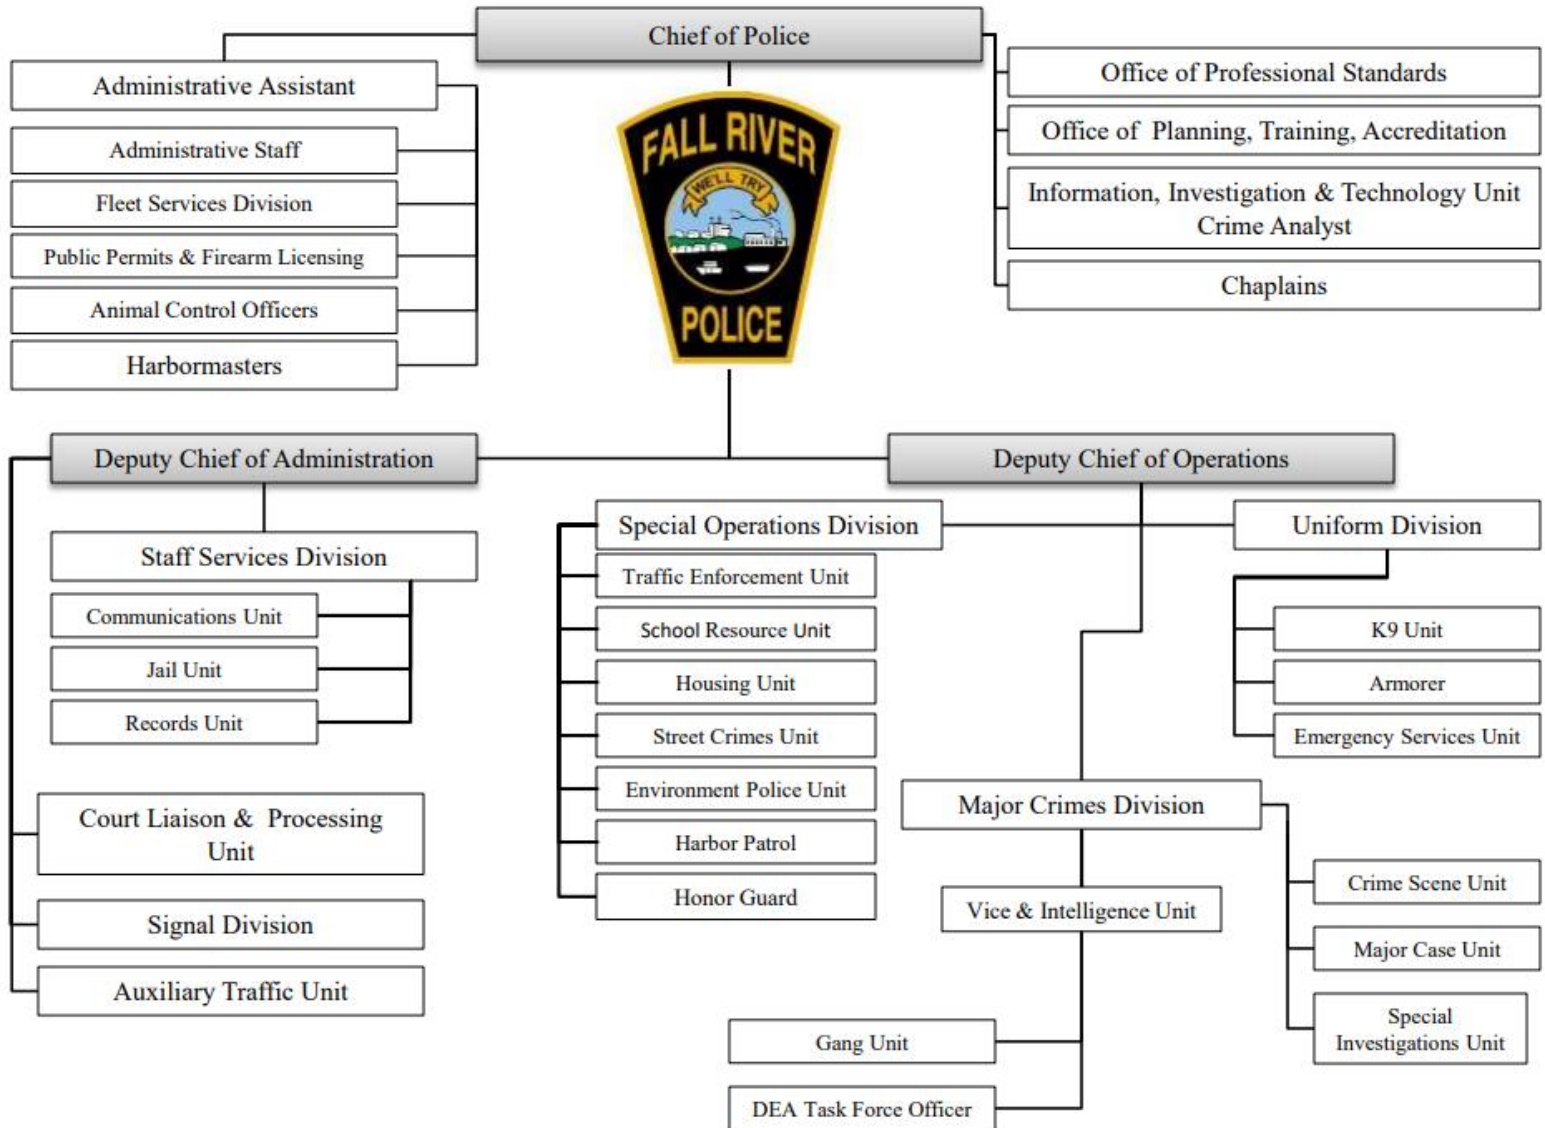 Chief of Police
Administrative Assistant
Administrative Staff
Fleet Services Division
Public Permits & Firearm Licensing
Animal Control Officers
Harbormasters
FALL RIVER
WE'LL TRY
POLICE
Office of Professional Standards
Office of Planning, Training, Accreditation
Information, Investigation & Technology Unit
Crime Analyst
Chaplains
Deputy Chief of Administration
Staff Services Division
Communications Unit
Jail Unit
Records Unit
Court Liaison & Processing
Unit
Signal Division
Auxiliary Traffic Unit
Deputy Chief of Operations
Special Operations Division
Traffic Enforcement Unit
School Resource Unit
Housing Unit
Street Crimes Unit
Environment Police Unit
Harbor Patrol
Honor Guard
Uniform Division
K9 Unit
Armorer
Emergency Services Unit
Major Crimes Division
Vice & Intelligence Unit
Gang Unit
DEA Task Force Officer
Crime Scene Unit
Major Case Unit
Special
Investigations Unit